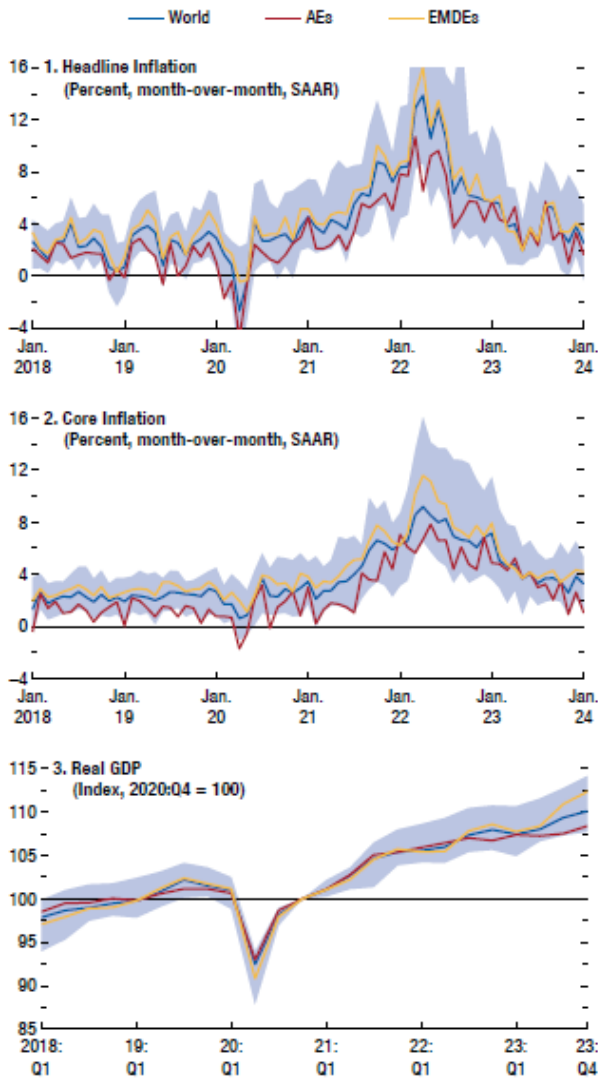 World AEs EMDEs
1. Headline Inflation
(Percent, month-over-month, SAAR)
16
12
8
4
0
–4
Jan. Jan. Jan. Jan. Jan. Jan. Jan.
2018 19 20 21 22 23 24
2. Core Inflation
(Percent, month-over-month, SAAR)
16
12
8
4
0
–4
Jan. Jan. Jan. Jan. Jan. Jan. Jan.
2018 19 20 21 22 23 24
3. Real GDP
(Index, 2020:Q4 = 100)
115
110
105
100
95
90
85
2018: 19: 20: 21: 22: 23: 23:
Q1 Q1 Q1 Q1 Q1 Q1 Q4